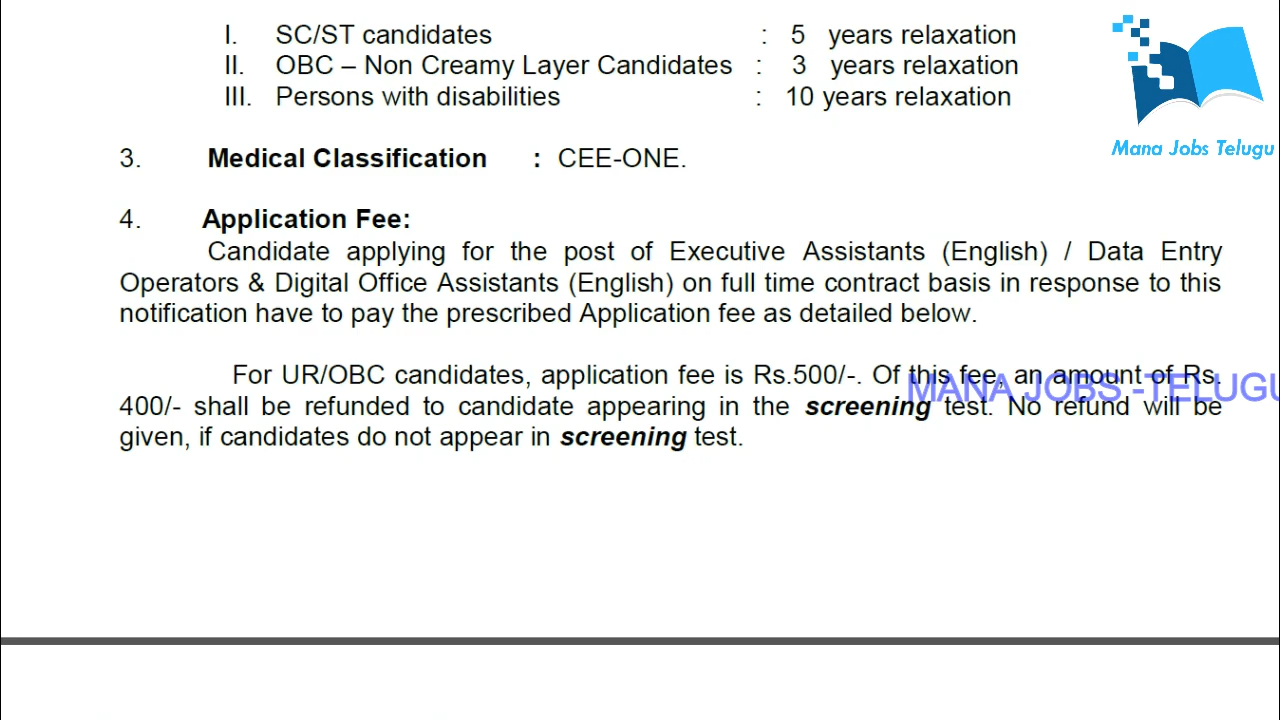 I. SC/ST candidates : 5 years relaxation
II. OBC – Non Creamy Layer Candidates : 3 years relaxation
III. Persons with disabilities : 10 years relaxation
Mana Jobs Telugu
3. Medical Classification : CEE-ONE.
4. Application Fee:
Candidate applying for the post of Executive Assistants (English) / Data Entry
Operators & Digital Office Assistants (English) on full time contract basis in response to this
notification have to pay the prescribed Application fee as detailed below.
For UR/OBC candidates, application fee is Rs.500/-. Of this fee, an amount of Rs.
MANA JOBS -TELUGU
400/- shall be refunded to candidate appearing in the screening test. No refund will be
given, if candidates do not appear in screening test.